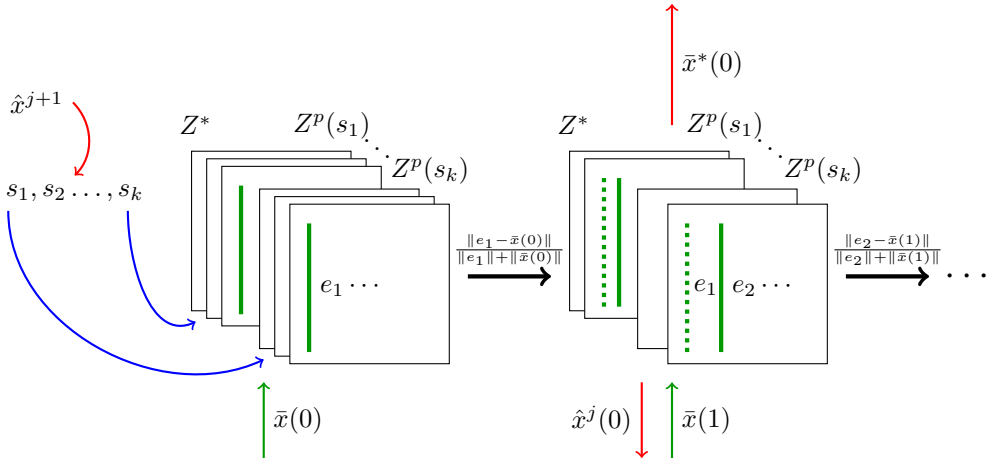 x̄*(0)
x̂^{j+1}
Z* Z^p(s_1) ⋱ Z^p(s_k)
Z* Z^p(s_1) ⋱ Z^p(s_k)
s_1, s_2 …, s_k
e_1 ⋯
‖e_1−x̄(0)‖
‖e_1‖+‖x̄(0)‖
e_1 e_2 ⋯
‖e_2−x̄(1)‖
‖e_2‖+‖x̄(1)‖
⋯
x̄(0)
x̂^j(0) x̄(1)